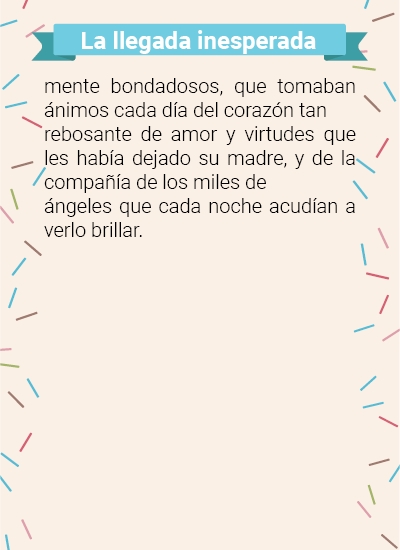 La llegada inesperada
mente bondadosos, que tomaban
ánimos cada día del corazón tan
rebosante de amor y virtudes que
les había dejado su madre, y de la
compañía de los miles de
ángeles que cada noche acudían a
verlo brillar.